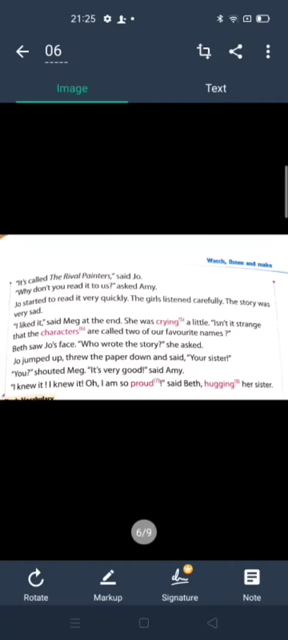 21:25
06
Image
Text
Watch, listen and make
"It's called The Rival Painters," said Jo.
"Why don't you read it to us?" asked Amy.
Jo started to read it very quickly. The girls listened carefully. The story was
very sad.
"I liked it," said Meg at the end. She was crying a little. "Isn't it strange
that the characters are called two of our favourite names?"
Beth saw Jo's face. "Who wrote the story?" she asked.
Jo jumped up, threw the paper down and said, "Your sister!"
"You?" shouted Meg. "It's very good!" said Amy.
"I knew it! I knew it! Oh, I am so proud!" said Beth, hugging her sister.
6/9
Rotate
Markup
Signature
Note